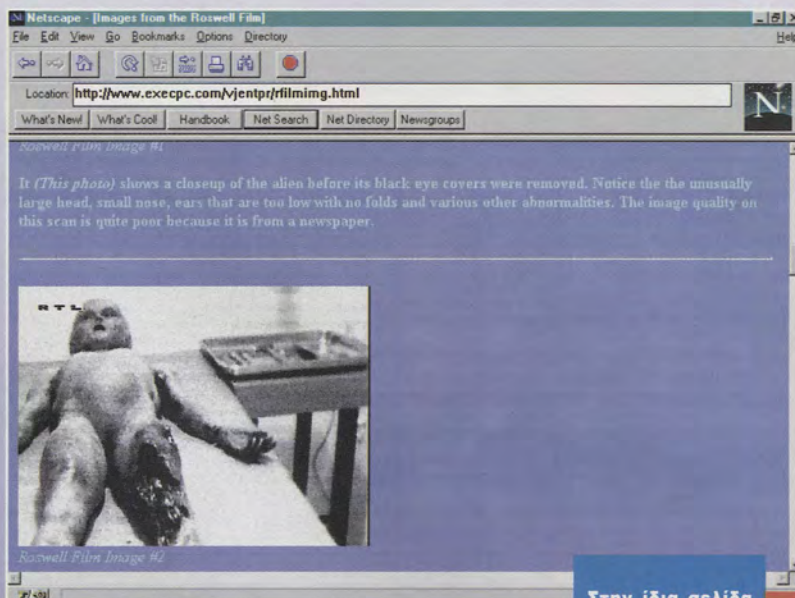 Netscape - [Images from the Roswell Film]
File Edit View Go Bookmarks Options Directory
Help
Location: http://www.execpc.com/vjentpr/rfilmimg.html
N
What's New! What's Cool! Handbook Net Search Net Directory Newsgroups
Roswell Film Image #1
It (This photo) shows a closeup of the alien before its black eye covers were removed. Notice the the unusually
large head, small nose, ears that are too low with no folds and various other abnormalities. The image quality on
this scan is quite poor because it is from a newspaper.
RTL
Roswell Film Image #2
Στην ίδια σελίδα